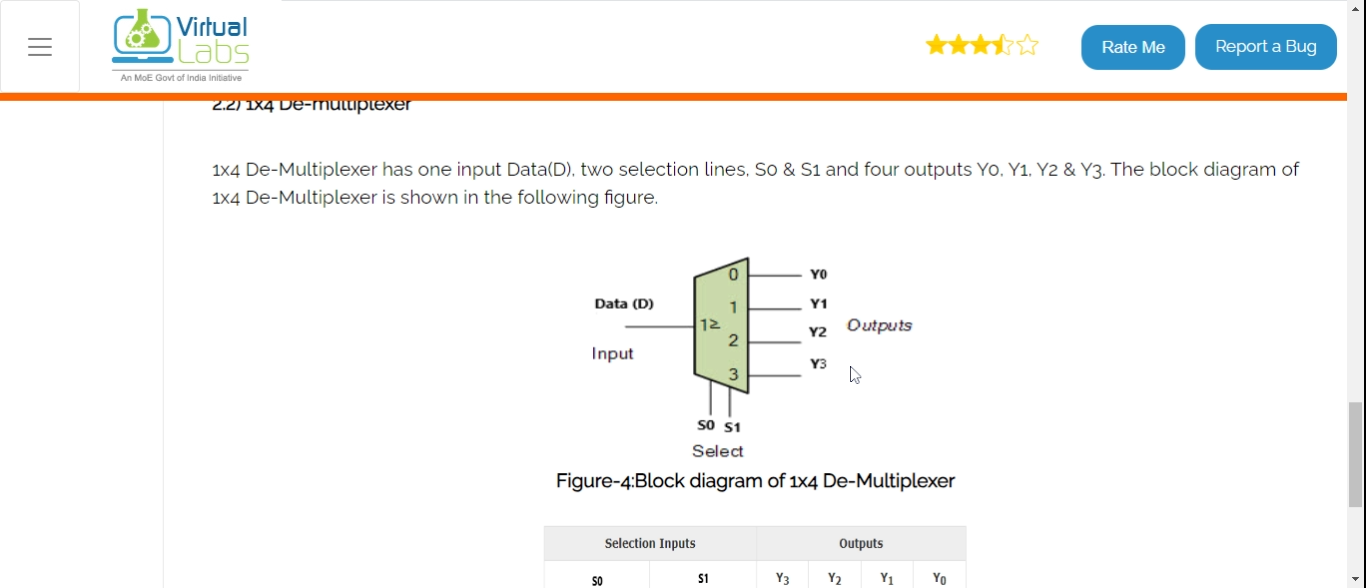 Virtual
Labs
An MoE Govt of India Initiative
Rate Me
Report a Bug
2.2) 1x4 De-multiplexer
1x4 De-Multiplexer has one input Data(D), two selection lines, S0 & S1 and four outputs Y0, Y1, Y2 & Y3. The block diagram of
1x4 De-Multiplexer is shown in the following figure.
0
Y0
Data (D)
1
Y1
1≥
Outputs
2
Y2
Input
3
Y3
S0 S1
Select
Figure-4:Block diagram of 1x4 De-Multiplexer
Selection Inputs Outputs
S0 S1 Y3 Y2 Y1 Y0